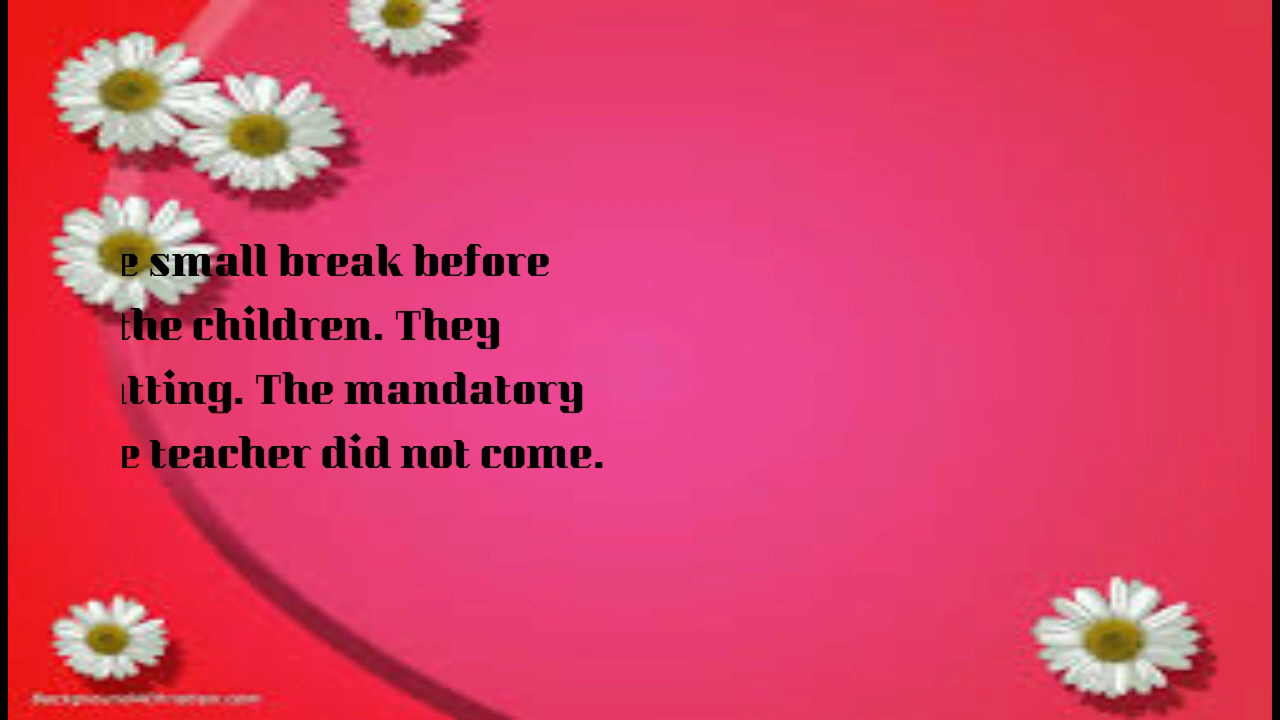 e small break before
the children. They
tting. The mandatory
e teacher did not come.